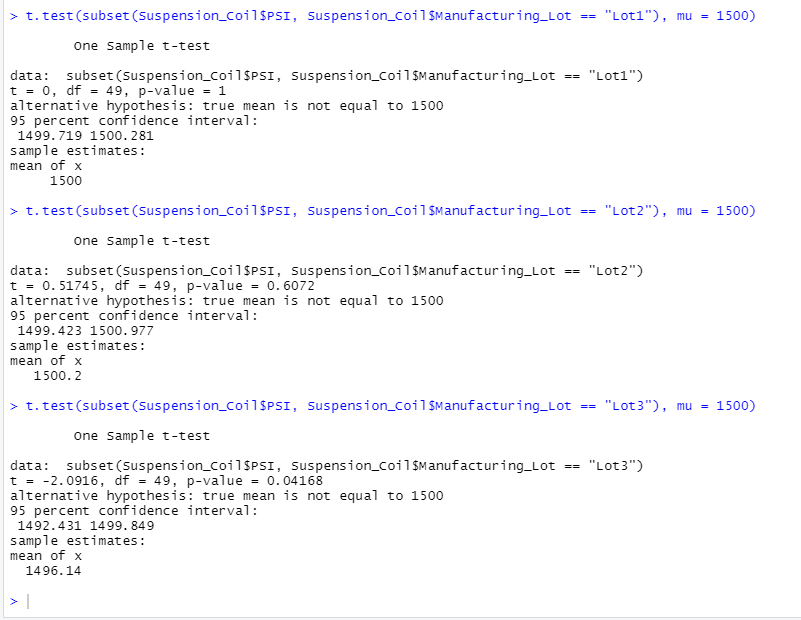 > t.test(subset(Suspension_Coil$PSI, Suspension_Coil$Manufacturing_Lot == "Lot1"), mu = 1500)
One Sample t-test
data:  subset(Suspension_Coil$PSI, Suspension_Coil$Manufacturing_Lot == "Lot1")
t = 0, df = 49, p-value = 1
alternative hypothesis: true mean is not equal to 1500
95 percent confidence interval:
1499.719 1500.281
sample estimates:
mean of x
1500
> t.test(subset(Suspension_Coil$PSI, Suspension_Coil$Manufacturing_Lot == "Lot2"), mu = 1500)
One Sample t-test
data:  subset(Suspension_Coil$PSI, Suspension_Coil$Manufacturing_Lot == "Lot2")
t = 0.51745, df = 49, p-value = 0.6072
alternative hypothesis: true mean is not equal to 1500
95 percent confidence interval:
1499.423 1500.977
sample estimates:
mean of x
1500.2
> t.test(subset(Suspension_Coil$PSI, Suspension_Coil$Manufacturing_Lot == "Lot3"), mu = 1500)
One Sample t-test
data:  subset(Suspension_Coil$PSI, Suspension_Coil$Manufacturing_Lot == "Lot3")
t = -2.0916, df = 49, p-value = 0.04168
alternative hypothesis: true mean is not equal to 1500
95 percent confidence interval:
1492.431 1499.849
sample estimates:
mean of x
1496.14
>